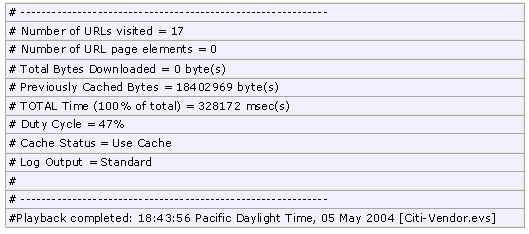 # -----------------------------------------------------------
# Number of URLs visited = 17
# Number of URL page elements = 0
# Total Bytes Downloaded = 0 byte(s)
# Previously Cached Bytes = 18402969 byte(s)
# TOTAL Time (100% of total) = 328172 msec(s)
# Duty Cycle = 47%
# Cache Status = Use Cache
# Log Output = Standard
#
# -----------------------------------------------------------
#Playback completed: 18:43:56 Pacific Daylight Time, 05 May 2004 [Citi-Vendor.evs]